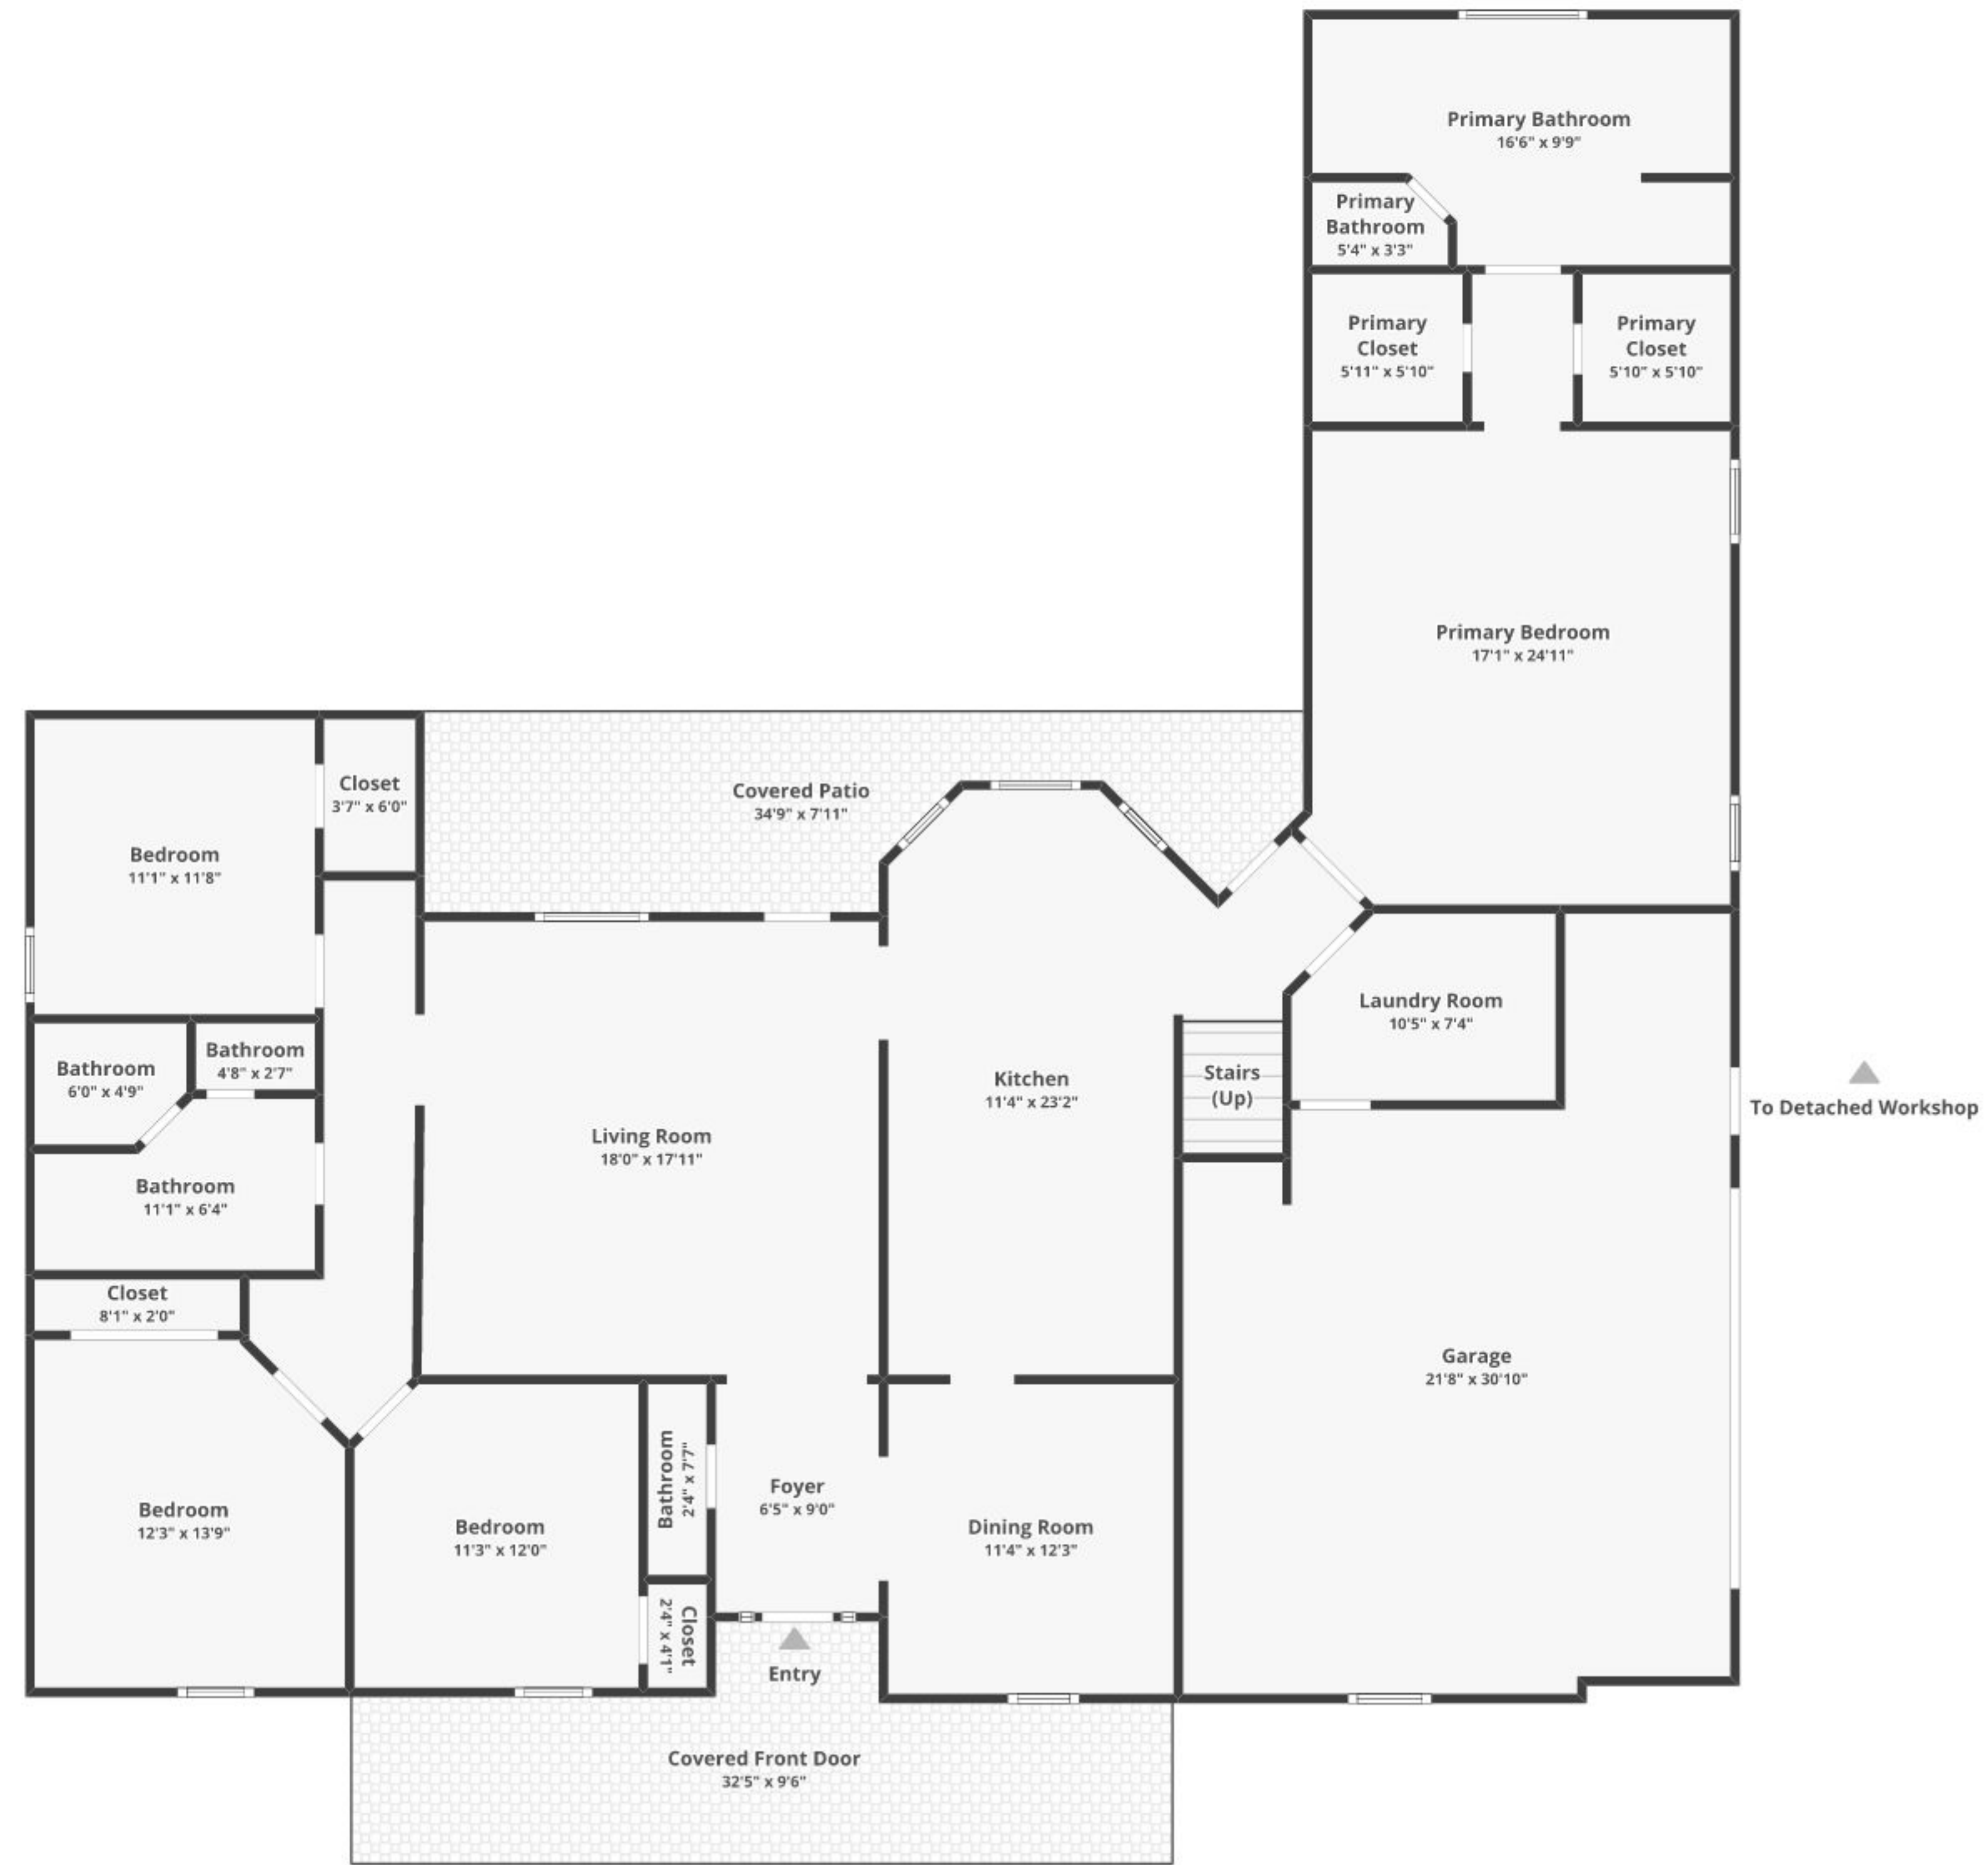 Primary Bathroom
16'6" x 9'9"
Primary
Bathroom
5'4" x 3'3"
Primary
Closet
5'11" x 5'10"
Primary
Closet
5'10" x 5'10"
Primary Bedroom
17'1" x 24'11"
Covered Patio
34'9" x 7'11"
Closet
3'7" x 6'0"
Bedroom
11'1" x 11'8"
Bathroom
6'0" x 4'9"
Bathroom
4'8" x 2'7"
Bathroom
11'1" x 6'4"
Living Room
18'0" x 17'11"
Kitchen
11'4" x 23'2"
Stairs
(Up)
Laundry Room
10'5" x 7'4"
To Detached Workshop
Closet
8'1" x 2'0"
Garage
21'8" x 30'10"
Bedroom
12'3" x 13'9"
Bedroom
11'3" x 12'0"
Bathroom
2'4" x 7'7"
Foyer
6'5" x 9'0"
Dining Room
11'4" x 12'3"
Closet
2'4" x 4'1"
Entry
Covered Front Door
32'5" x 9'6"